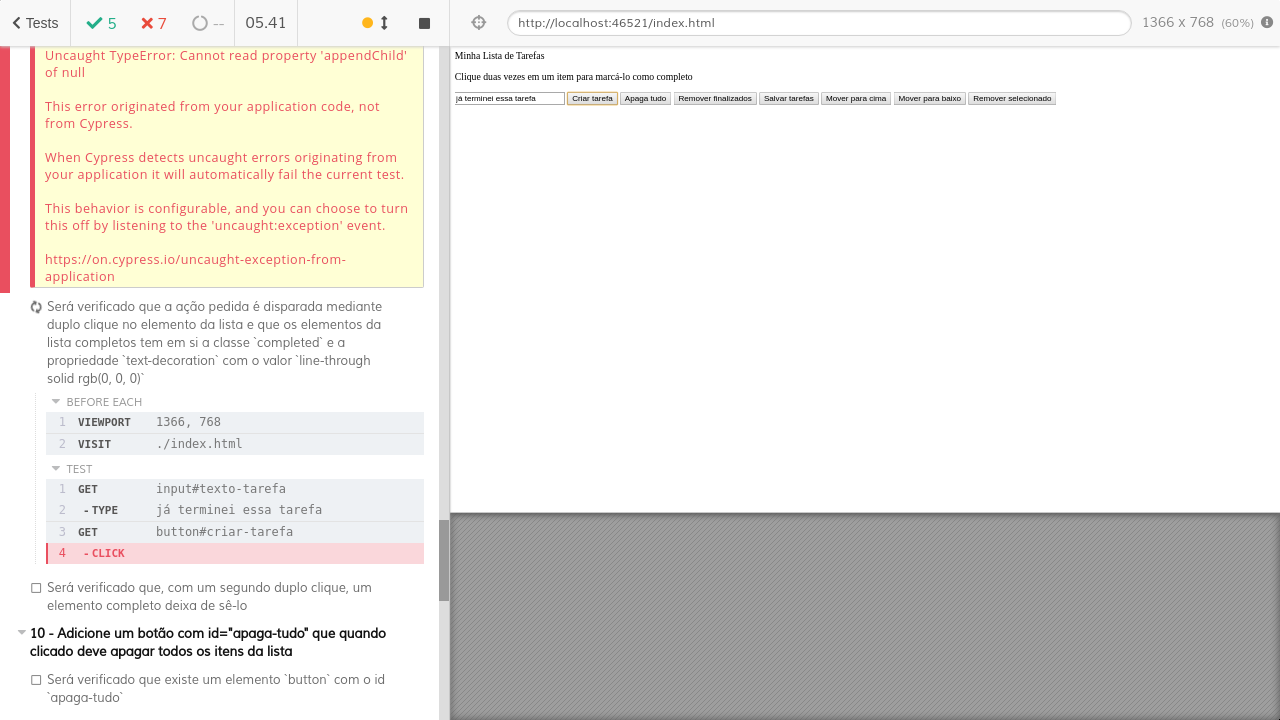 Tests 5 7 -- 05.41 http://localhost:46521/index.html 1366 x 768 (60%)
Uncaught TypeError: Cannot read property 'appendChild'
of null
This error originated from your application code, not
from Cypress.
When Cypress detects uncaught errors originating from
your application it will automatically fail the current test.
This behavior is configurable, and you can choose to turn
this off by listening to the 'uncaught:exception' event.
https://on.cypress.io/uncaught-exception-from-
application
Será verificado que a ação pedida é disparada mediante
duplo clique no elemento da lista e que os elementos da
lista completos tem em si a classe `completed` e a
propriedade `text-decoration` com o valor `line-through
solid rgb(0, 0, 0)`
BEFORE EACH
1 VIEWPORT 1366, 768
2 VISIT ./index.html
TEST
1 GET input#texto-tarefa
2 -TYPE já terminei essa tarefa
3 GET button#criar-tarefa
4 -CLICK
Será verificado que, com um segundo duplo clique, um
elemento completo deixa de sê-lo
10 - Adicione um botão com id="apaga-tudo" que quando
clicado deve apagar todos os itens da lista
Será verificado que existe um elemento `button` com o id
`apaga-tudo`
Minha Lista de Tarefas
Clique duas vezes em um item para marcá-lo como completo
já terminei essa tarefa Criar tarefa Apaga tudo Remover finalizados Salvar tarefas Mover para cima Mover para baixo Remover selecionado